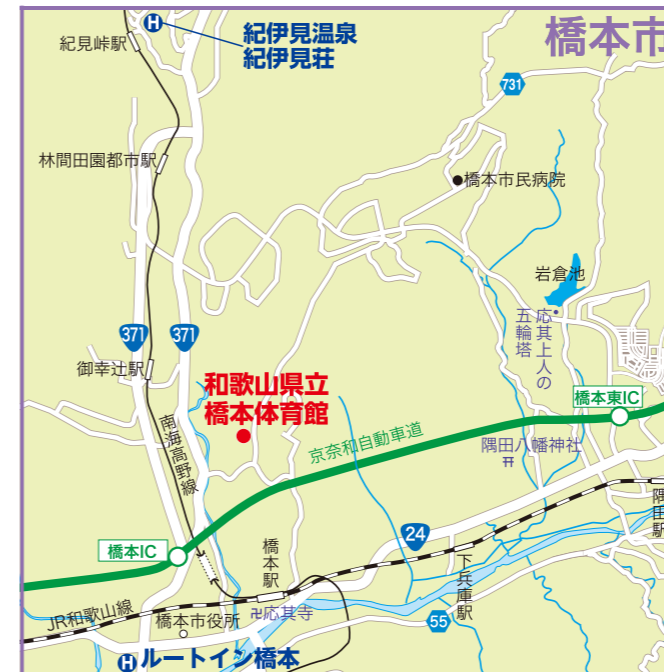 橋本市
紀見峠駅
H
紀伊見温泉
紀伊見荘
731
林間田園都市駅
橋本市民病院
岩倉池
応其上人の
五輪塔
371
371
御幸辻駅
和歌山県立
橋本体育館
橋本東IC
南海高野線
京奈和自動車道
隅田八幡神社
隅田駅
24
橋本IC
橋本駅
下兵庫駅
JR和歌山線
橋本市役所
卍応其寺
55
H
ルートイン橋本